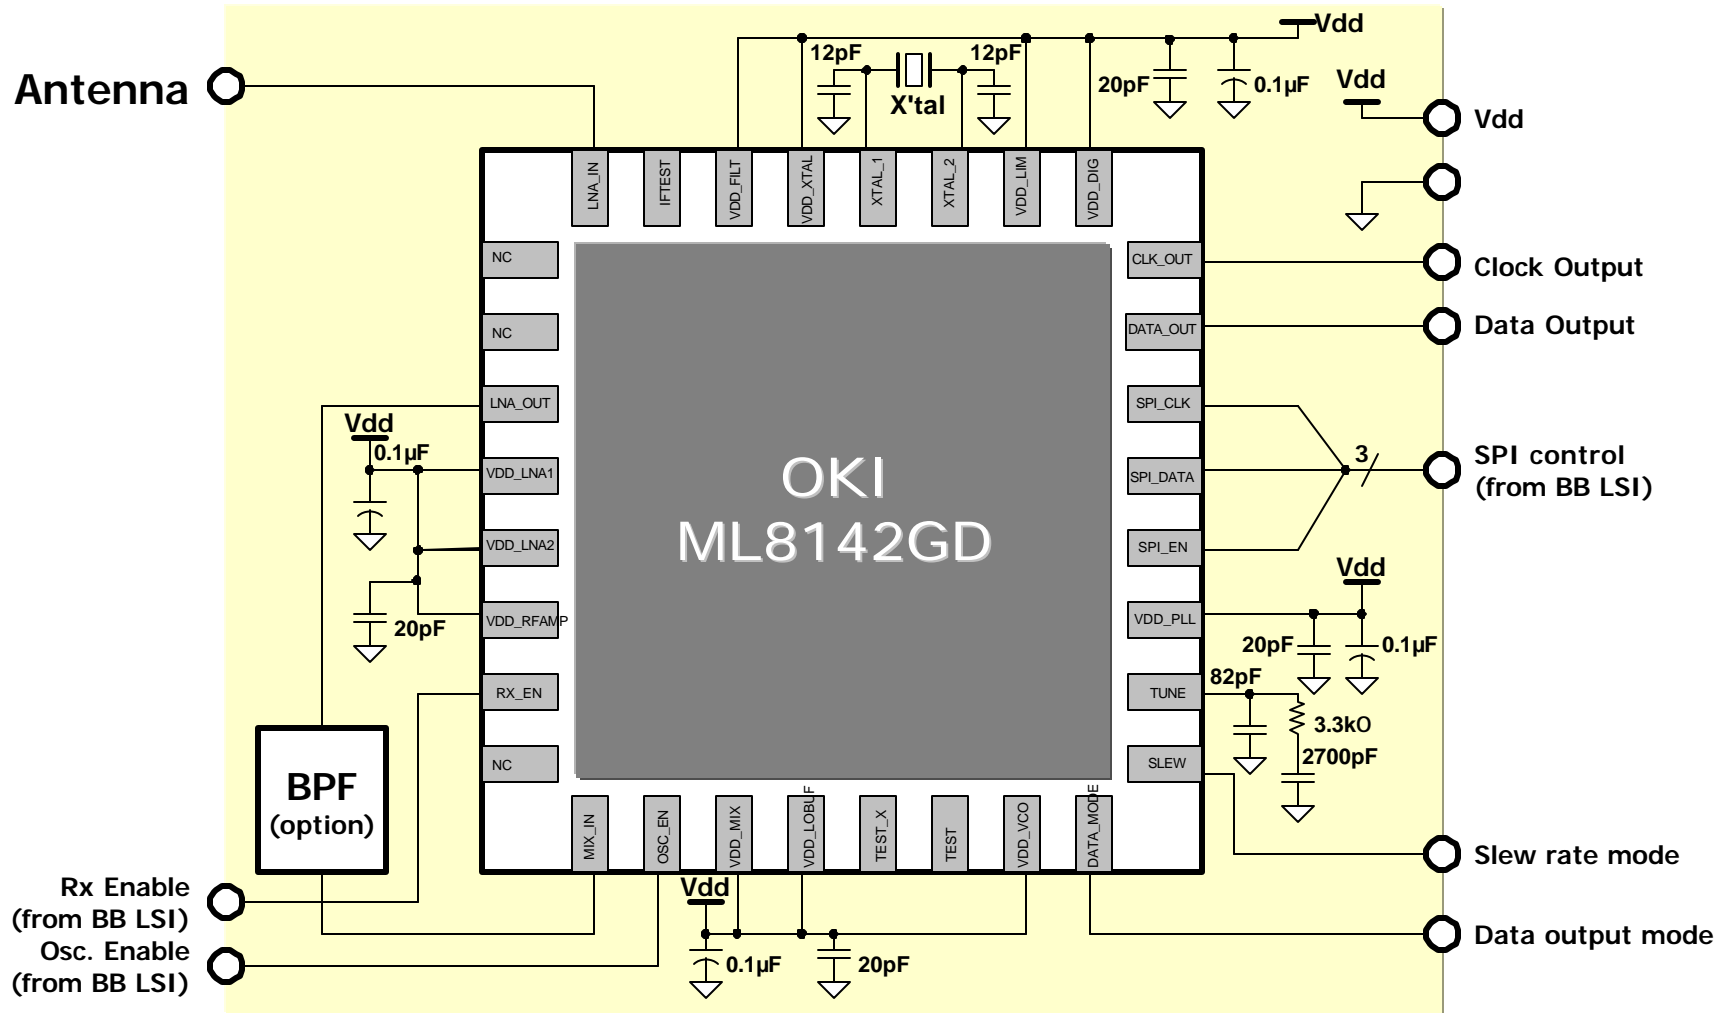 Antenna
12pF
12pF
X'tal
Vdd
20pF
0.1µF
Vdd
Vdd
LNA_IN
IFTEST
VDD_FILT
VDD_XTAL
XTAL_1
XTAL_2
VDD_LIM
VDD_DIG
NC
NC
LNA_OUT
VDD_LNA1
VDD_LNA2
VDD_RFAMP
RX_EN
NC
Vdd
0.1µF
20pF
OKI
ML8142GD
CLK_OUT
DATA_OUT
SPI_CLK
SPI_DATA
SPI_EN
VDD_PLL
TUNE
SLEW
Clock Output
Data Output
3
SPI control
(from BB LSI)
Vdd
20pF
0.1µF
82pF
3.3kO
2700pF
BPF
(option)
MIX_IN
OSC_EN
VDD_MIX
VDD_LOBUF
TEST_X
TEST
VDD_VCO
DATA_MODE
Slew rate mode
Rx Enable
(from BB LSI)
Osc. Enable
(from BB LSI)
Vdd
0.1µF
20pF
Data output mode